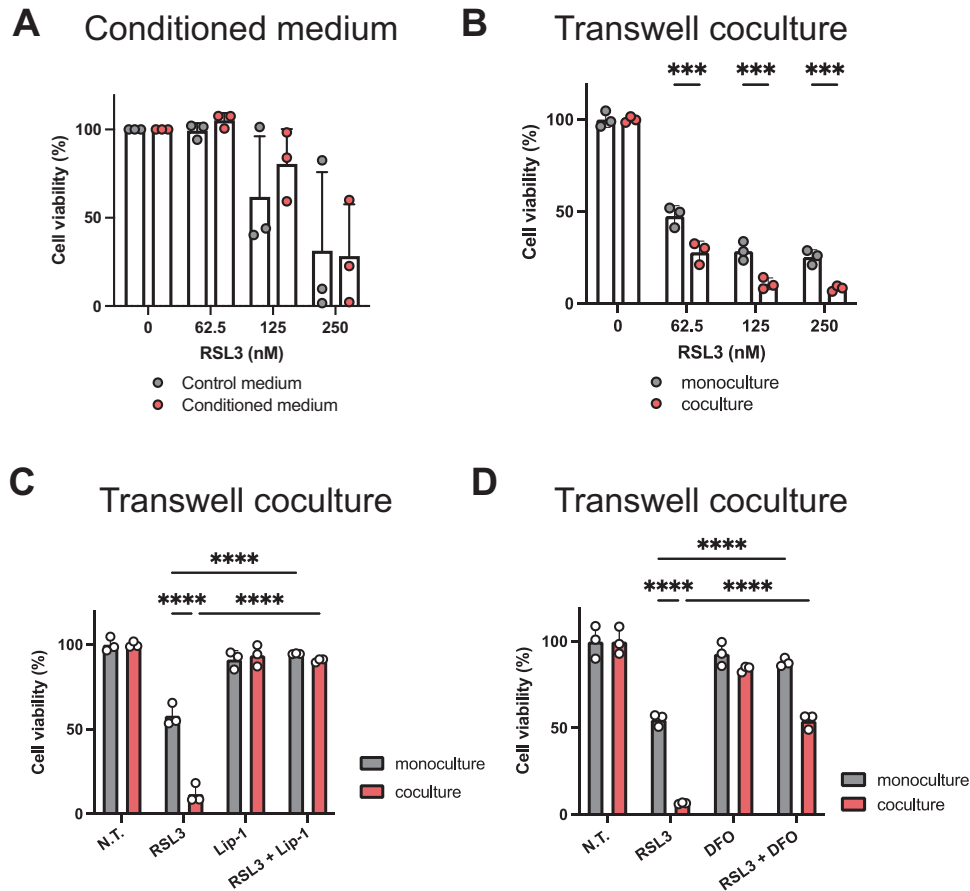 A Conditioned medium
Cell viability (%)
100
50
0
0 62.5 125 250
RSL3 (nM)
Control medium
Conditioned medium
B Transwell coculture
*** *** ***
Cell viability (%)
100
50
0
0 62.5 125 250
RSL3 (nM)
monoculture
coculture
C Transwell coculture
****
**** ****
Cell viability (%)
100
50
0
N.T. RSL3 Lip-1 RSL3 + Lip-1
monoculture
coculture
D Transwell coculture
****
**** ****
Cell viability (%)
100
50
0
N.T. RSL3 DFO RSL3 + DFO
monoculture
coculture